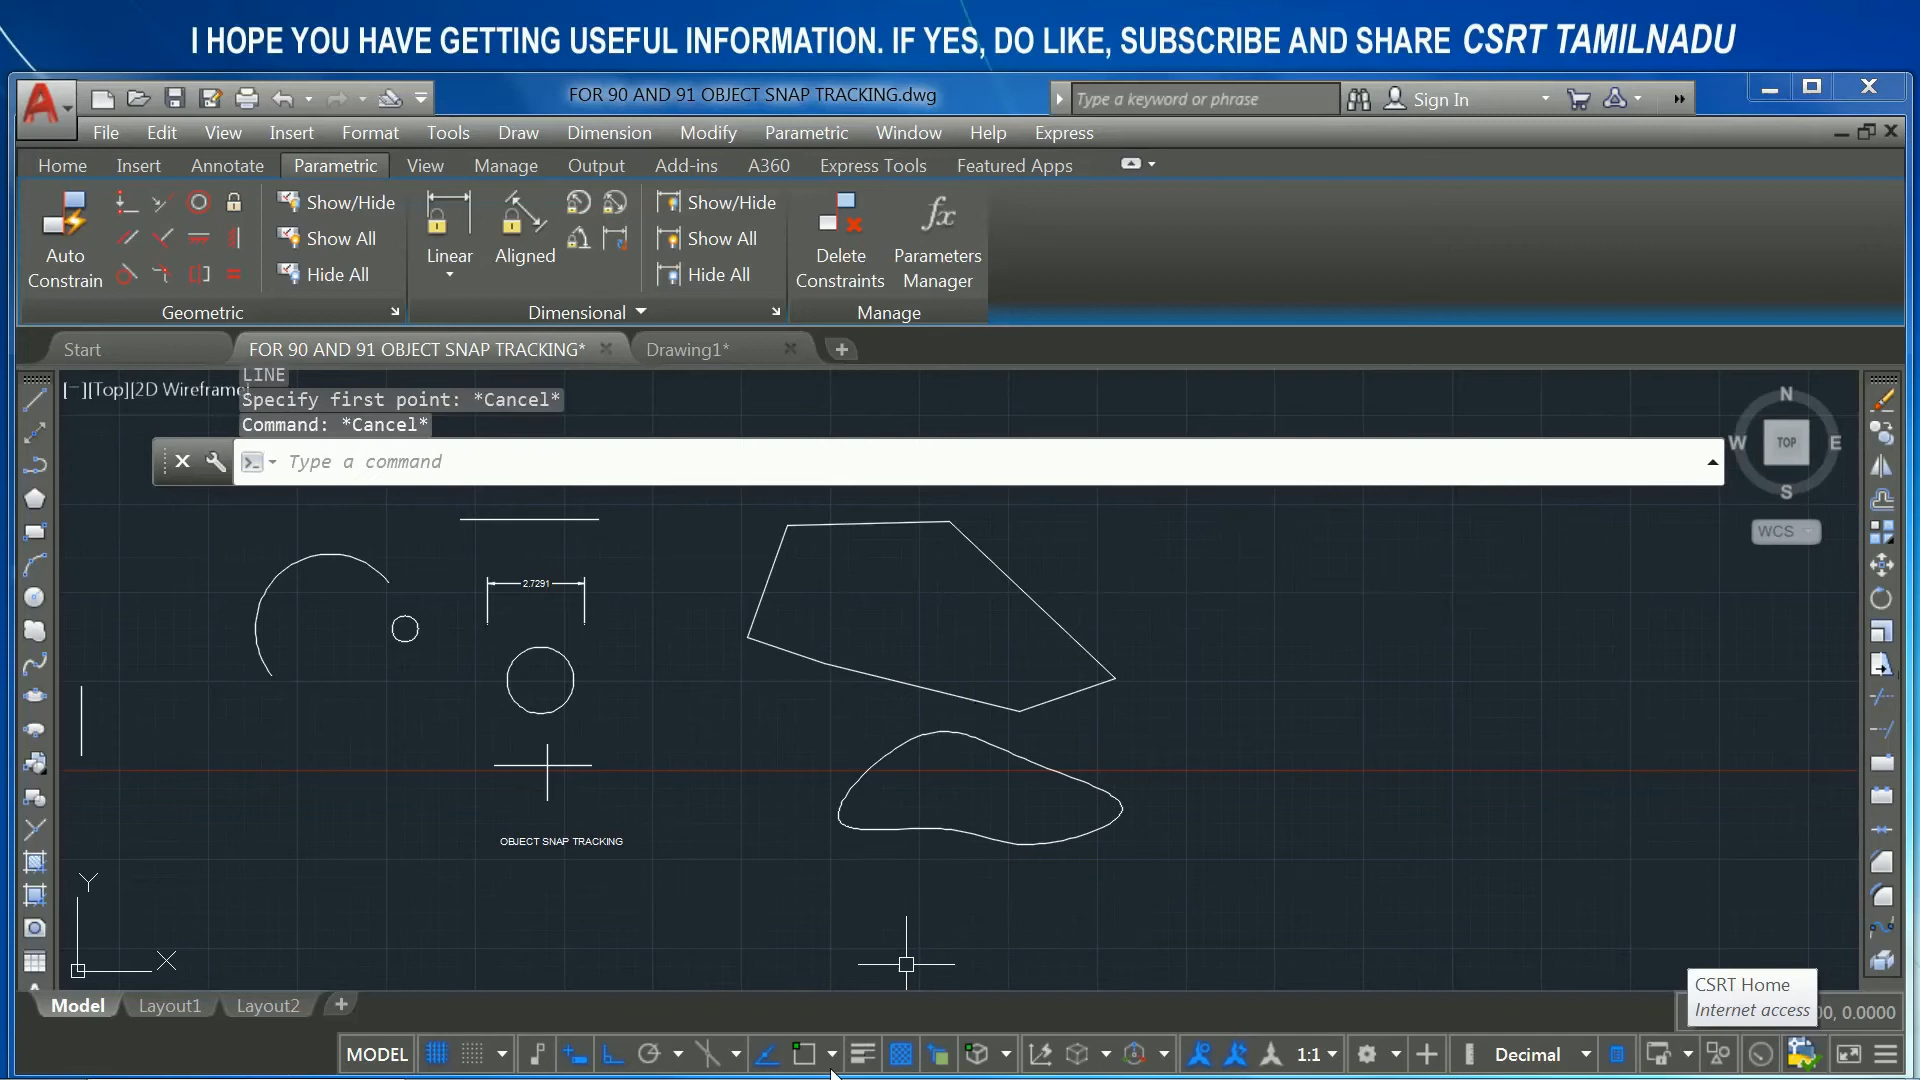 I HOPE YOU HAVE GETTING USEFUL INFORMATION. IF YES, DO LIKE, SUBSCRIBE AND SHARE CSRT TAMILNADU
FOR 90 AND 91 OBJECT SNAP TRACKING.dwg
Type a keyword or phrase
Sign In
File Edit View Insert Format Tools Draw Dimension Modify Parametric Window Help Express
Home Insert Annotate Parametric View Manage Output Add-ins A360 Express Tools Featured Apps
Show/Hide
Show/Hide
Show All
Show All
Auto
Constrain
Linear
Aligned
Delete
Constraints
fx
Parameters
Manager
Hide All
Hide All
Geometric
Dimensional
Manage
Start
FOR 90 AND 91 OBJECT SNAP TRACKING*
Drawing1*
[−][Top][2D Wireframe
LINE
Specify first point: *Cancel*
Command: *Cancel*
Type a command
N
W
TOP
E
S
WCS
2.7291
OBJECT SNAP TRACKING
Y
X
CSRT Home
Internet access
00, 0.0000
Model Layout1 Layout2
MODEL
1:1
Decimal